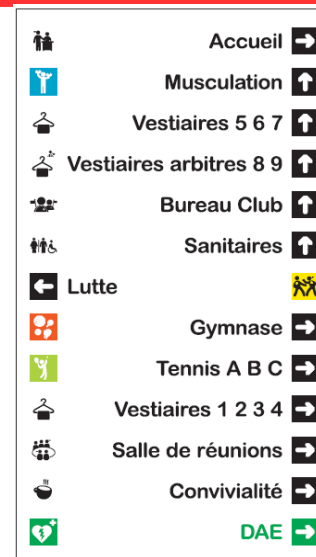 Accueil
Musculation
Vestiaires 5 6 7
Vestiaires arbitres 8 9
Bureau Club
Sanitaires
Lutte
Gymnase
Tennis A B C
Vestiaires 1 2 3 4
Salle de réunions
Convivialité
DAE